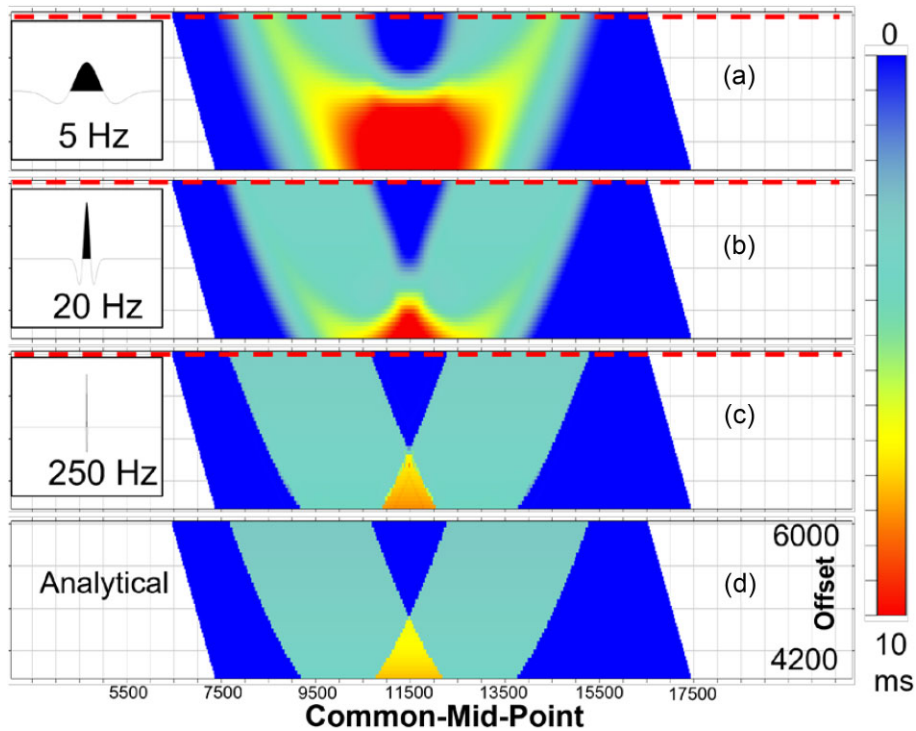 0
(a)
5 Hz
(b)
20 Hz
(c)
250 Hz
6000
Analytical
(d)
Offset
4200
10
ms
5500 7500 9500 11500 13500 15500 17500
Common-Mid-Point